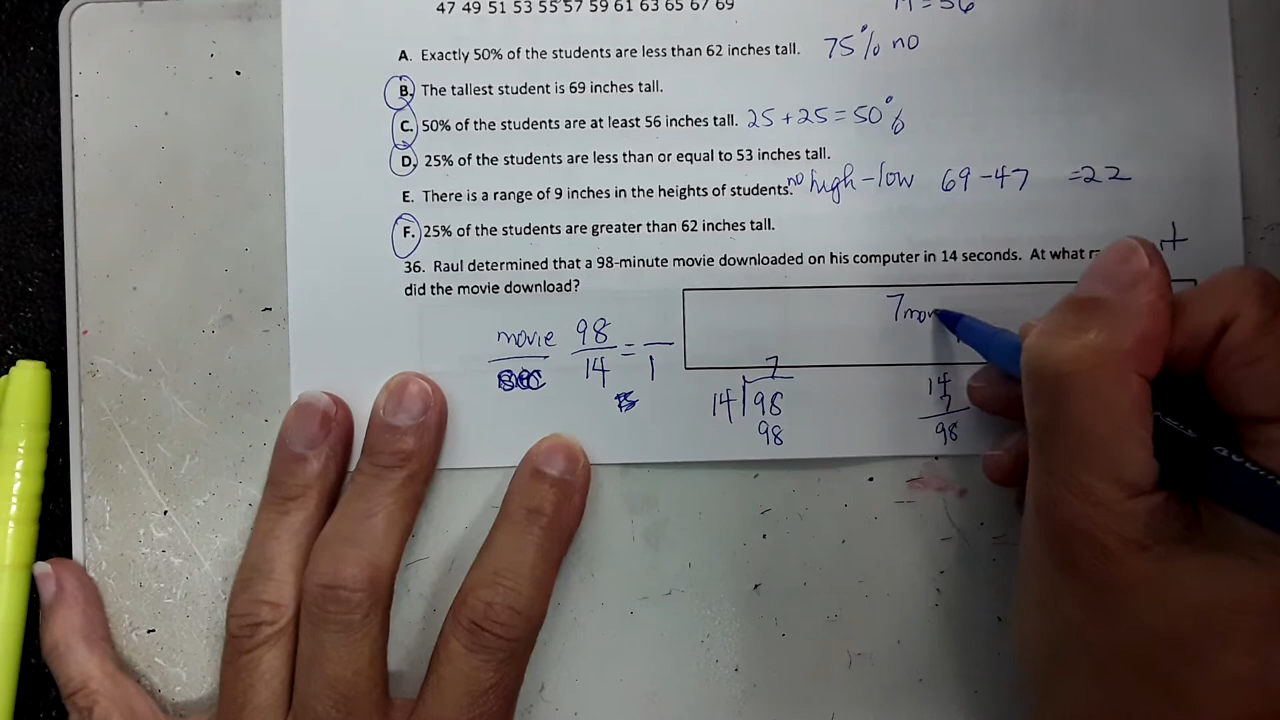 47 49 51 53 55 57 59 61 63 65 67 69
A. Exactly 50% of the students are less than 62 inches tall. 75% no
B. The tallest student is 69 inches tall.
C. 50% of the students are at least 56 inches tall. 25 + 25 = 50%
D. 25% of the students are less than or equal to 53 inches tall.
E. There is a range of 9 inches in the heights of students. no high - low 69 - 47 = 22
F. 25% of the students are greater than 62 inches tall.
36. Raul determined that a 98-minute movie downloaded on his computer in 14 seconds. At what
did the movie download?
7 mov
movie 98
14 = 1
7
14 98
98
14
7
98